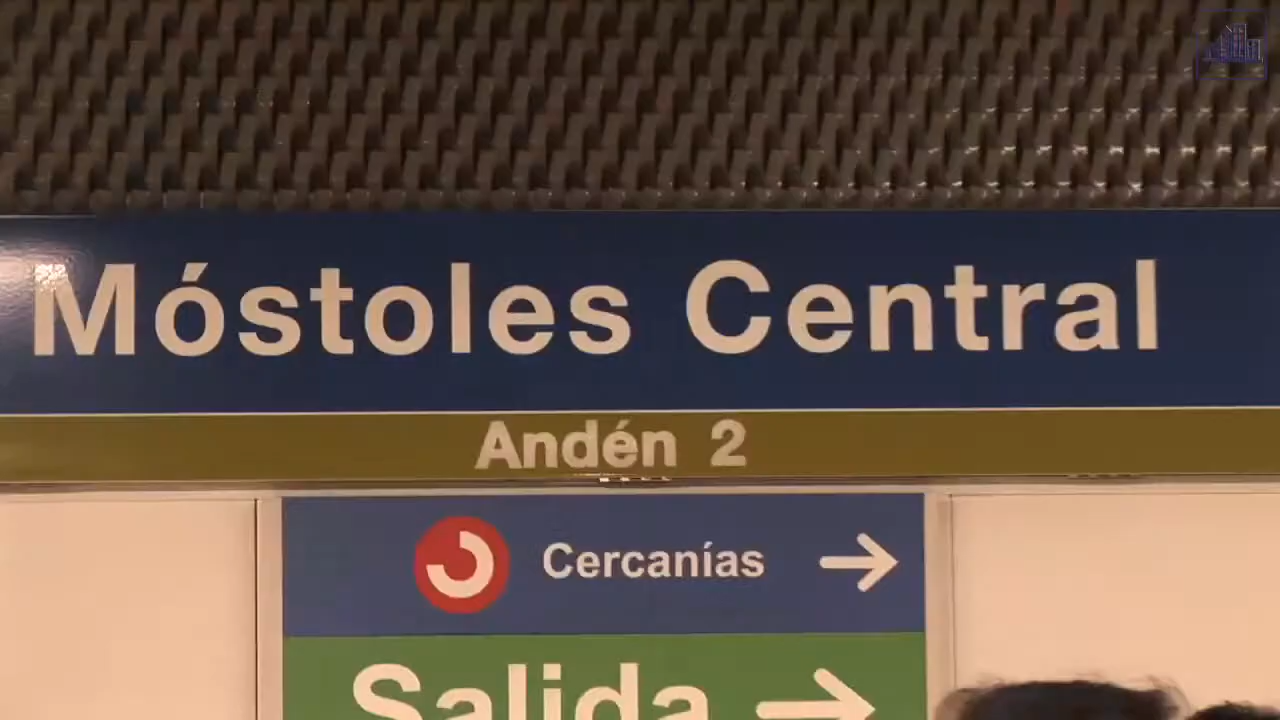 Móstoles Central
Andén 2
Cercanías →
Salida →